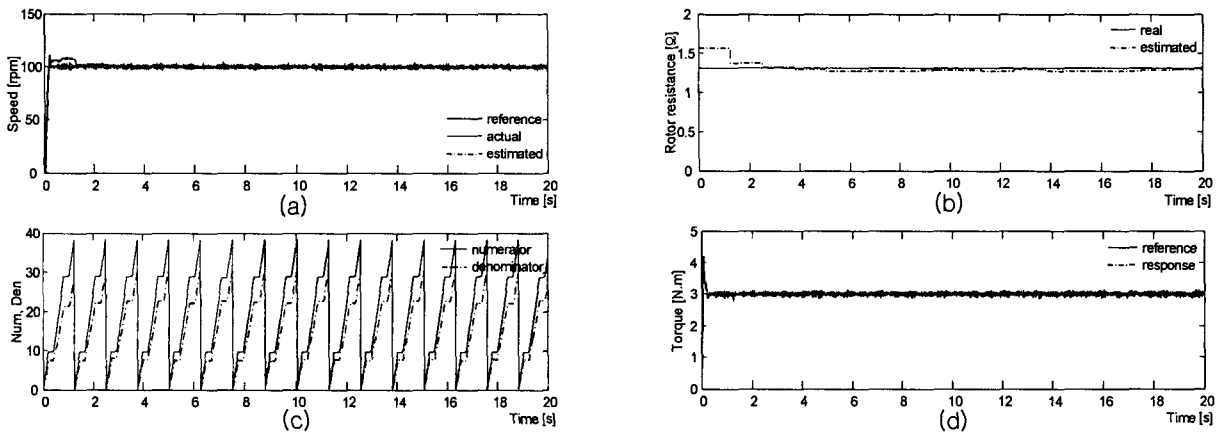 150
100
50
0
Speed [rpm]
reference
actual
estimated
0 2 4 6 8 10 12 14 16 18 20
Time [s]
(a)
2
1.5
1
0.5
0
Rotor resistance [Ω]
real
estimated
0 2 4 6 8 10 12 14 16 18 20
Time [s]
(b)
40
30
20
10
0
Num, Den
numerator
denominator
0 2 4 6 8 10 12 14 16 18 20
Time [s]
(c)
5
4
3
2
1
0
Torque [N.m]
reference
response
0 2 4 6 8 10 12 14 16 18 20
Time [s]
(d)